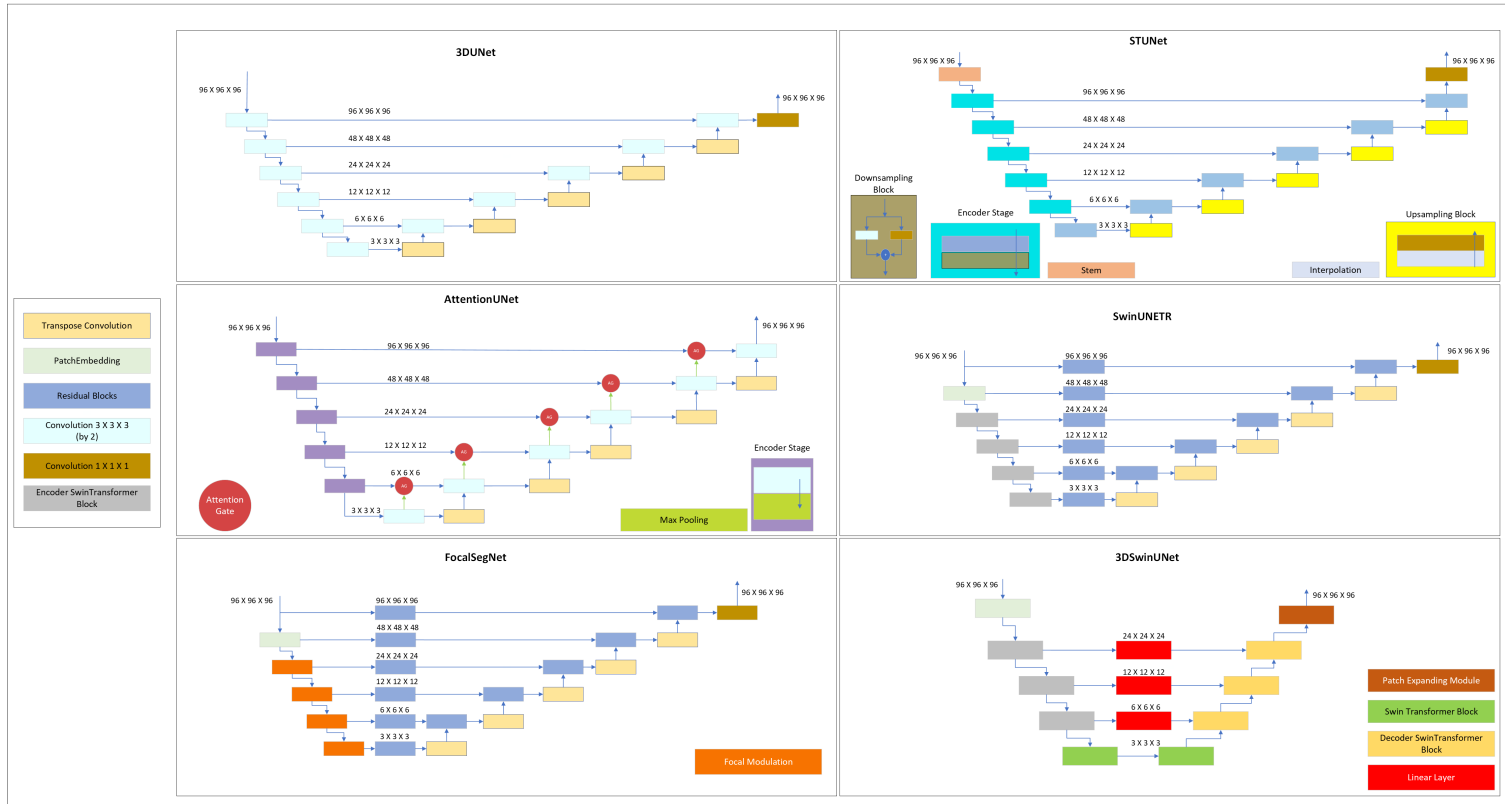 3DUNet
96 X 96 X 96
96 X 96 X 96
96 X 96 X 96
48 X 48 X 48
24 X 24 X 24
12 X 12 X 12
6 X 6 X 6
3 X 3 X 3
STUNet
96 X 96 X 96
96 X 96 X 96
96 X 96 X 96
48 X 48 X 48
24 X 24 X 24
12 X 12 X 12
6 X 6 X 6
3 X 3 X 3
Downsampling
Block
+
Encoder Stage
Stem
Interpolation
Upsampling Block
Transpose Convolution
PatchEmbedding
Residual Blocks
Convolution 3 X 3 X 3
(by 2)
Convolution 1 X 1 X 1
Encoder SwinTransformer
Block
AttentionUNet
96 X 96 X 96
96 X 96 X 96
96 X 96 X 96
AG
48 X 48 X 48
AG
24 X 24 X 24
AG
12 X 12 X 12
AG
6 X 6 X 6
AG
3 X 3 X 3
Attention
Gate
Max Pooling
Encoder Stage
SwinUNETR
96 X 96 X 96
96 X 96 X 96
96 X 96 X 96
48 X 48 X 48
24 X 24 X 24
12 X 12 X 12
6 X 6 X 6
3 X 3 X 3
FocalSegNet
96 X 96 X 96
96 X 96 X 96
96 X 96 X 96
48 X 48 X 48
24 X 24 X 24
12 X 12 X 12
6 X 6 X 6
3 X 3 X 3
Focal Modulation
3DSwinUNet
96 X 96 X 96
96 X 96 X 96
24 X 24 X 24
12 X 12 X 12
6 X 6 X 6
3 X 3 X 3
Patch Expanding Module
Swin Transformer Block
Decoder SwinTransformer
Block
Linear Layer